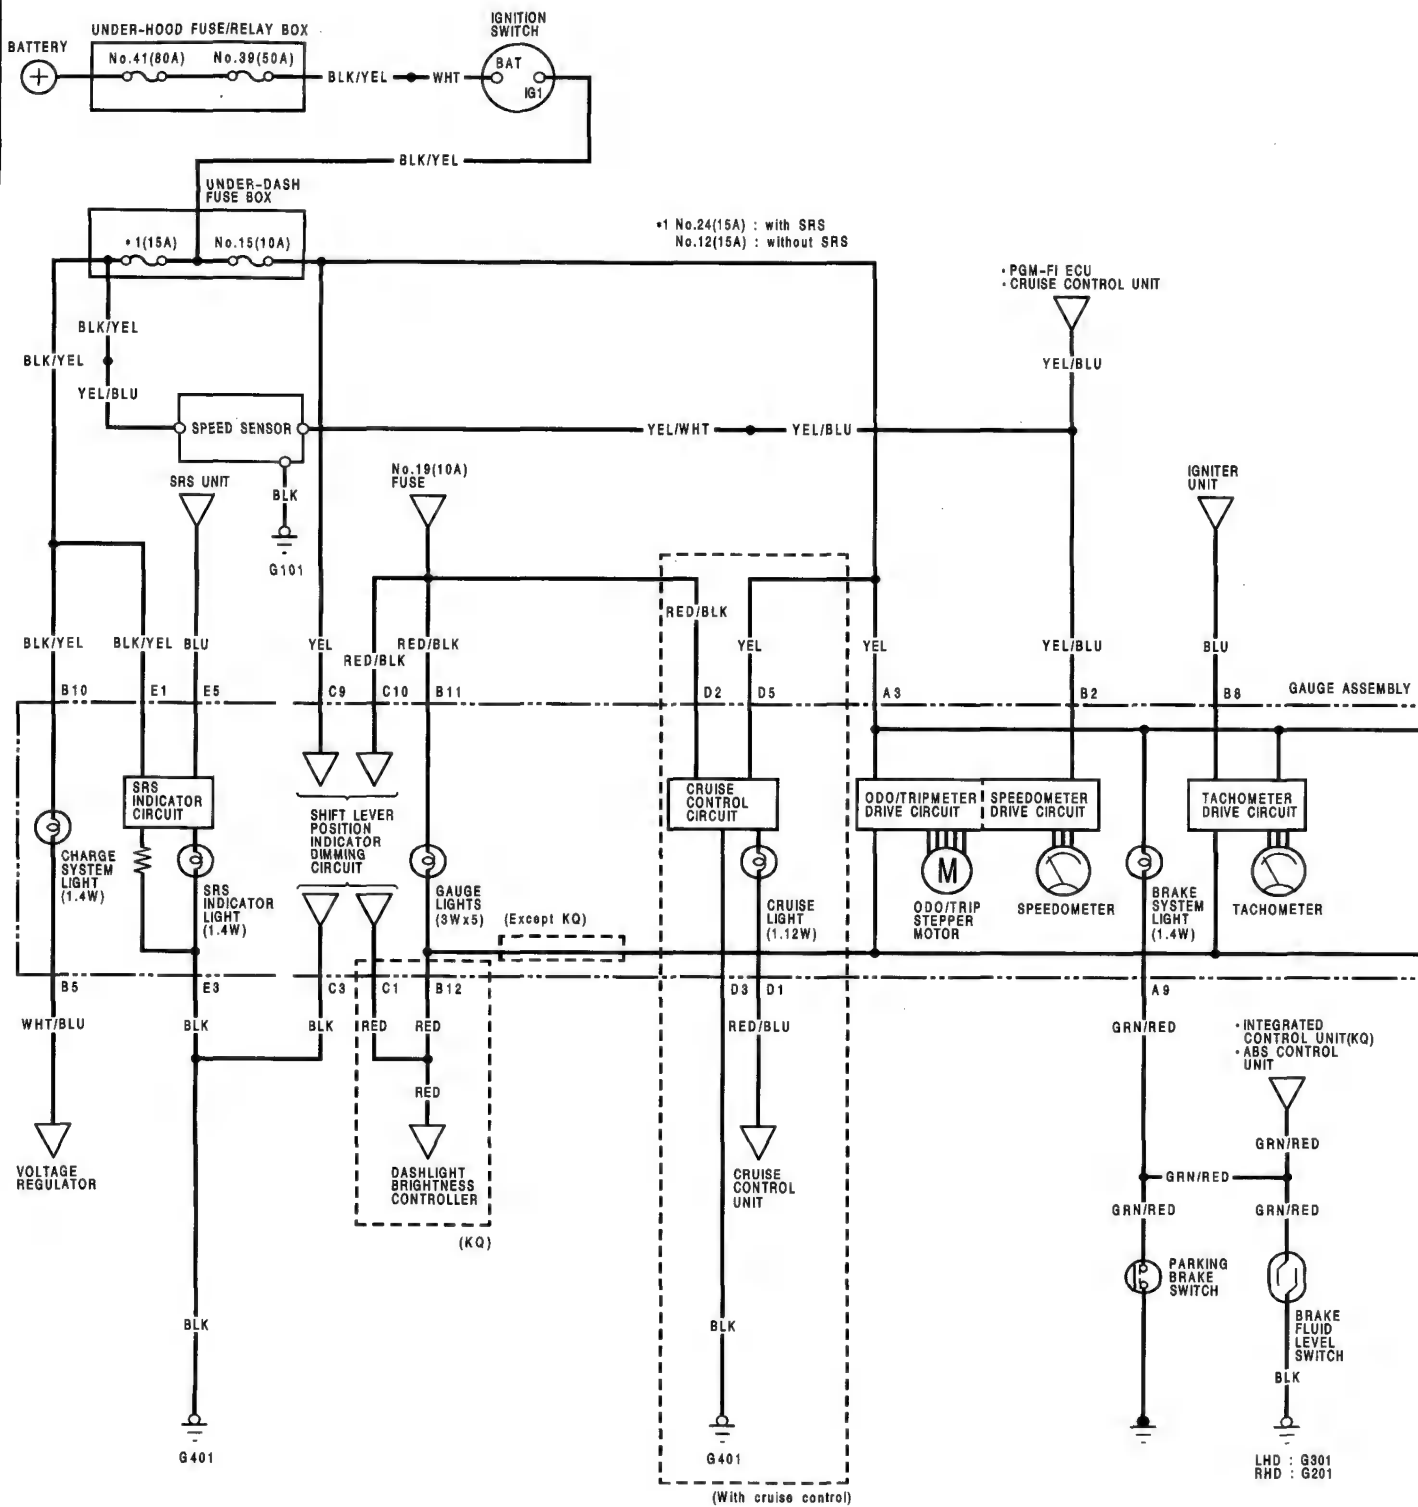 IGNITION
SWITCH
UNDER-HOOD FUSE/RELAY BOX
BATTERY
No.41(80A)
No.39(50A)
BAT
BLK/YEL
WHT
IG1
BLK/YEL
UNDER-DASH
FUSE BOX
*1(15A)
No.15(10A)
*1 No.24(15A) : with SRS
No.12(15A) : without SRS
• PGM-FI ECU
• CRUISE CONTROL UNIT
BLK/YEL
BLK/YEL
YEL/BLU
YEL/BLU
SPEED SENSOR
YEL/WHT
YEL/BLU
SRS UNIT
No.19(10A)
FUSE
IGNITER
UNIT
BLK
G101
RED/BLK
BLK/YEL
BLK/YEL
BLU
YEL
RED/BLK
RED/BLK
YEL
YEL
YEL/BLU
BLU
B10
E1
E5
C9
C10
B11
D2
D5
A3
B2
B8
GAUGE ASSEMBLY
SRS
INDICATOR
CIRCUIT
SHIFT LEVER
POSITION
INDICATOR
DIMMING
CIRCUIT
CRUISE
CONTROL
CIRCUIT
ODO/TRIPMETER
DRIVE CIRCUIT
SPEEDOMETER
DRIVE CIRCUIT
TACHOMETER
DRIVE CIRCUIT
CHARGE
SYSTEM
LIGHT
(1.4W)
SRS
INDICATOR
LIGHT
(1.4W)
GAUGE
LIGHTS
(3Wx5)
(Except KQ)
CRUISE
LIGHT
(1.12W)
M
ODO/TRIP
STEPPER
MOTOR
SPEEDOMETER
BRAKE
SYSTEM
LIGHT
(1.4W)
TACHOMETER
B5
E3
C3
C1
B12
D3
D1
A9
WHT/BLU
BLK
BLK
RED
RED
RED/BLU
GRN/RED
• INTEGRATED
CONTROL UNIT(KQ)
• ABS CONTROL
UNIT
RED
GRN/RED
VOLTAGE
REGULATOR
DASHLIGHT
BRIGHTNESS
CONTROLLER
CRUISE
CONTROL
UNIT
GRN/RED
GRN/RED
GRN/RED
(KQ)
PARKING
BRAKE
SWITCH
BLK
BLK
BRAKE
FLUID
LEVEL
SWITCH
BLK
G401
G401
LHD : G301
RHD : G201
(With cruise control)